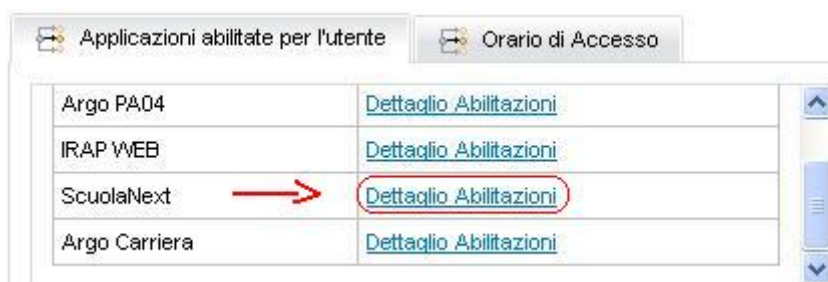 Applicazioni abilitate per l'utente
Orario di Accesso
Argo PA04 Dettaglio Abilitazioni
IRAP WEB Dettaglio Abilitazioni
ScuolaNext Dettaglio Abilitazioni
Argo Carriera Dettaglio Abilitazioni